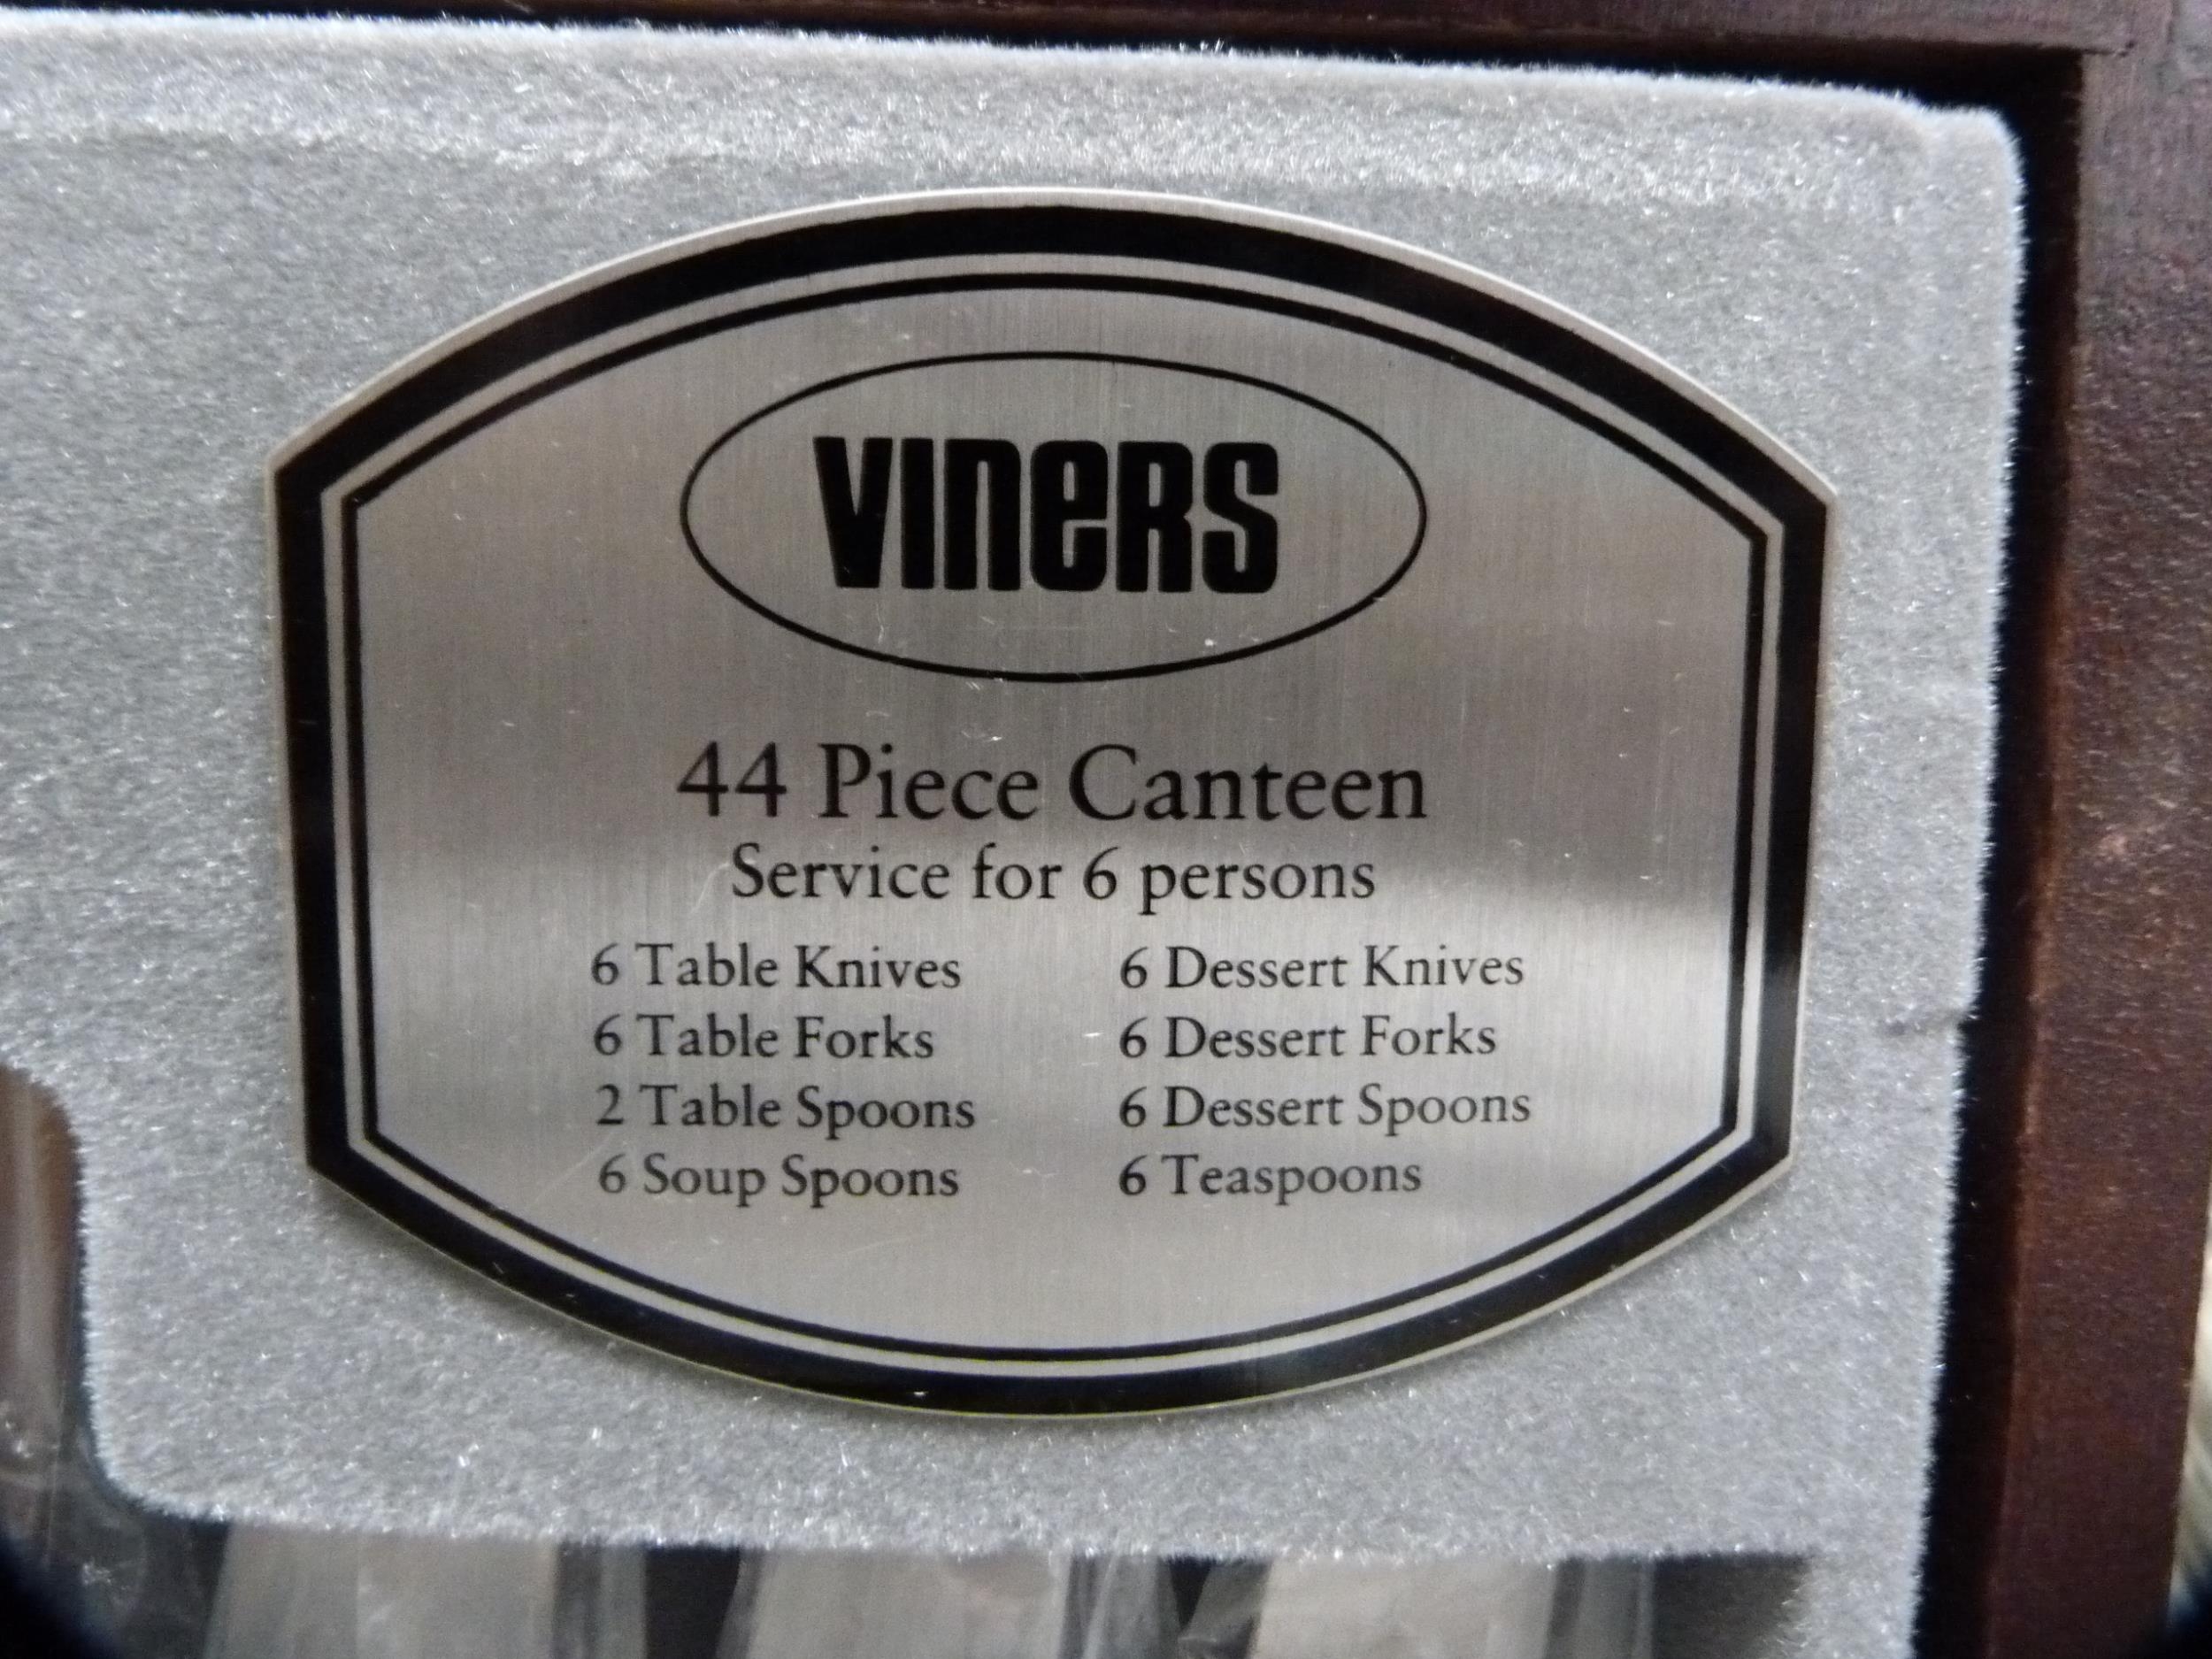 VINERS
44 Piece Canteen
Service for 6 persons
6 Table Knives
6 Table Forks
2 Table Spoons
6 Soup Spoons
6 Dessert Knives
6 Dessert Forks
6 Dessert Spoons
6 Teaspoons